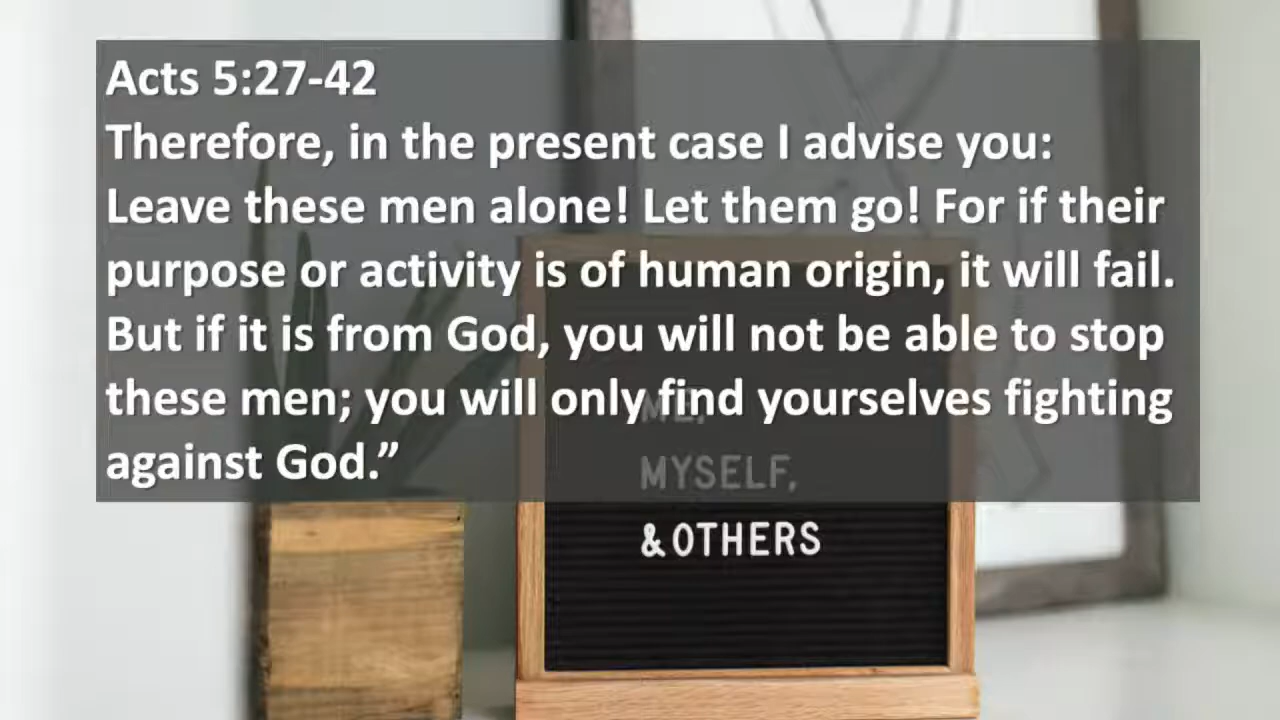 Acts 5:27-42
Therefore, in the present case I advise you:
Leave these men alone! Let them go! For if their
purpose or activity is of human origin, it will fail.
But if it is from God, you will not be able to stop
these men; you will only find yourselves fighting
against God.”
ME,
MYSELF,
& OTHERS